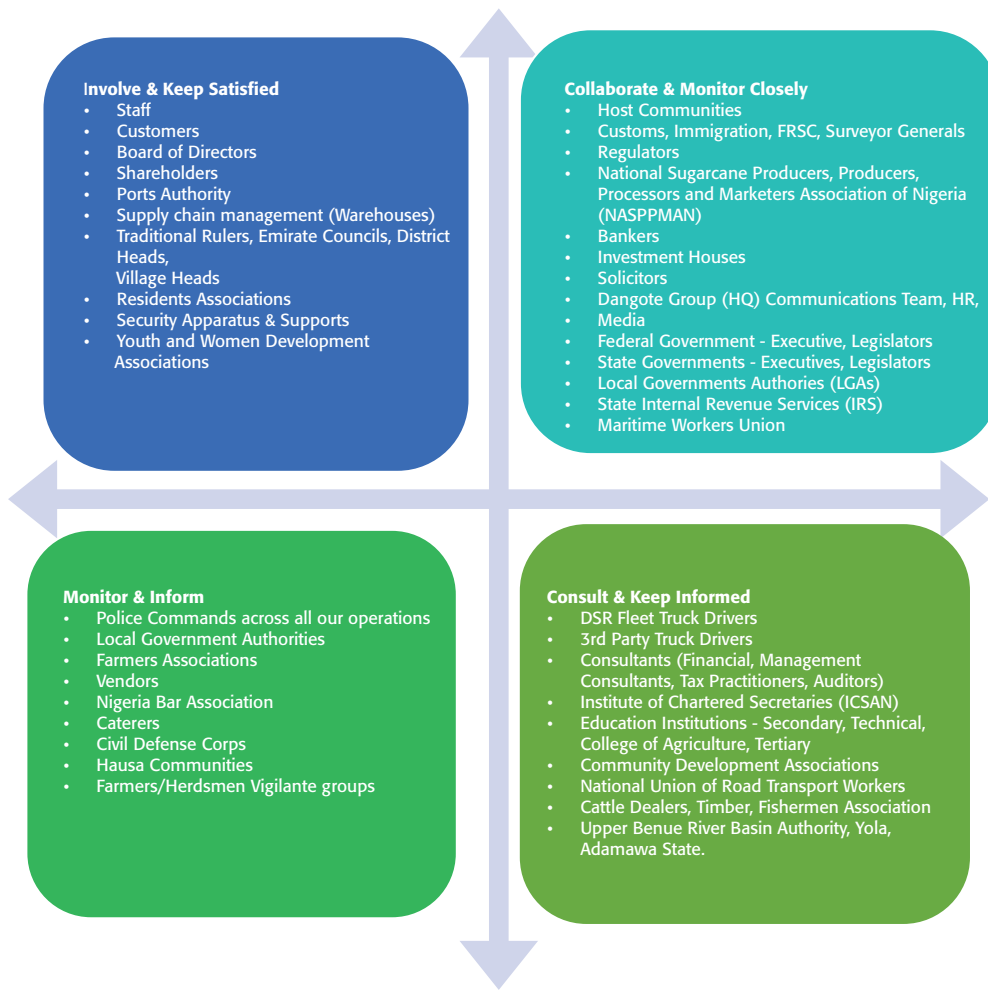 Involve & Keep Satisfied
• Staff
• Customers
• Board of Directors
• Shareholders
• Ports Authority
• Supply chain management (Warehouses)
• Traditional Rulers, Emirate Councils, District
Heads,
Village Heads
• Residents Associations
• Security Apparatus & Supports
• Youth and Women Development
Associations
Collaborate & Monitor Closely
• Host Communities
• Customs, Immigration, FRSC, Surveyor Generals
• Regulators
• National Sugarcane Producers, Producers,
Processors and Marketers Association of Nigeria
(NASPPMAN)
• Bankers
• Investment Houses
• Solicitors
• Dangote Group (HQ) Communications Team, HR,
• Media
• Federal Government - Executive, Legislators
• State Governments - Executives, Legislators
• Local Governments Authories (LGAs)
• State Internal Revenue Services (IRS)
• Maritime Workers Union
Monitor & Inform
• Police Commands across all our operations
• Local Government Authorities
• Farmers Associations
• Vendors
• Nigeria Bar Association
• Caterers
• Civil Defense Corps
• Hausa Communities
• Farmers/Herdsmen Vigilante groups
Consult & Keep Informed
• DSR Fleet Truck Drivers
• 3rd Party Truck Drivers
• Consultants (Financial, Management
Consultants, Tax Practitioners, Auditors)
• Institute of Chartered Secretaries (ICSAN)
• Education Institutions - Secondary, Technical,
College of Agriculture, Tertiary
• Community Development Associations
• National Union of Road Transport Workers
• Cattle Dealers, Timber, Fishermen Association
• Upper Benue River Basin Authority, Yola,
Adamawa State.